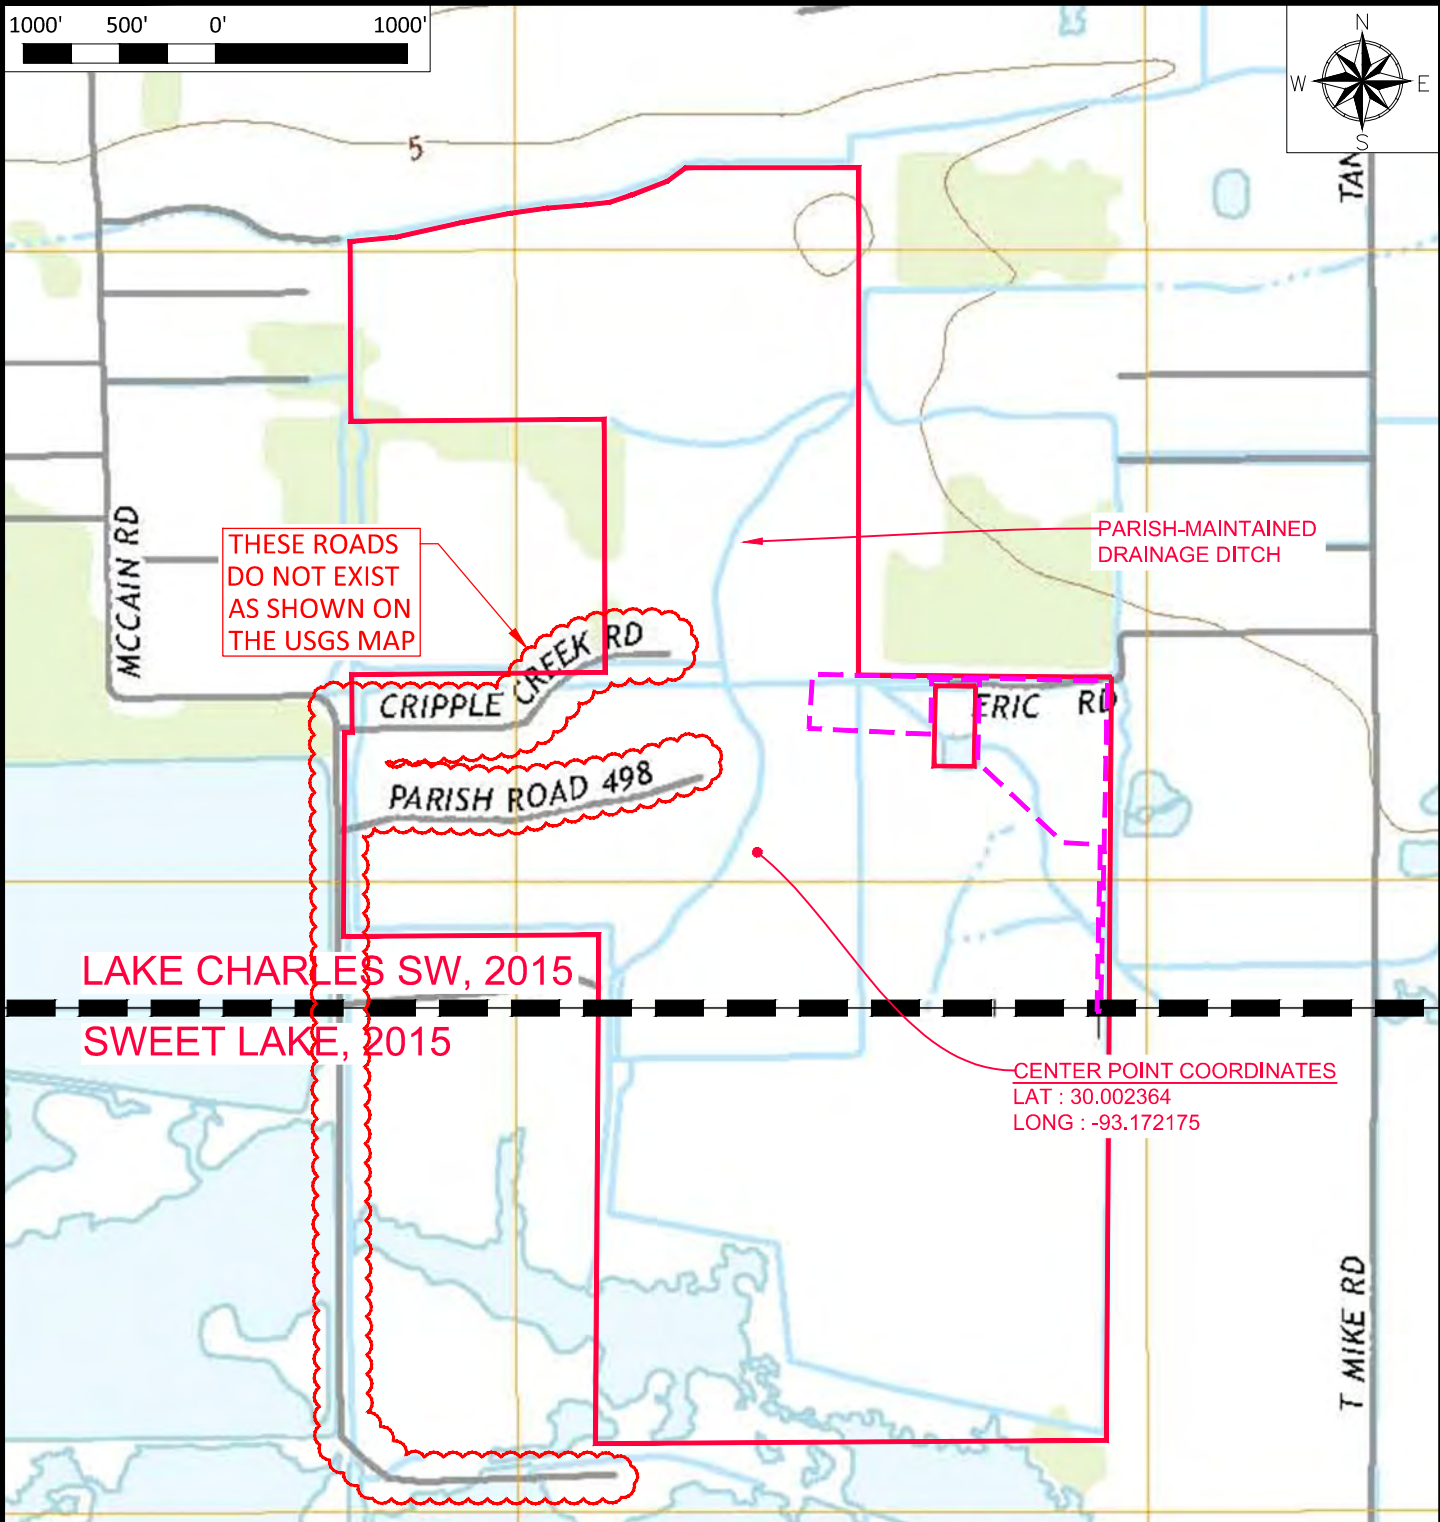 1000' 500' 0' 1000'
N
W E
S
5
TAN
MCCAIN RD
THESE ROADS
DO NOT EXIST
AS SHOWN ON
THE USGS MAP
PARISH-MAINTAINED
DRAINAGE DITCH
CRIPPLE CREEK RD
ERIC RD
PARISH ROAD 498
LAKE CHARLES SW, 2015
SWEET LAKE, 2015
CENTER POINT COORDINATES
LAT : 30.002364
LONG : -93.172175
T MIKE RD